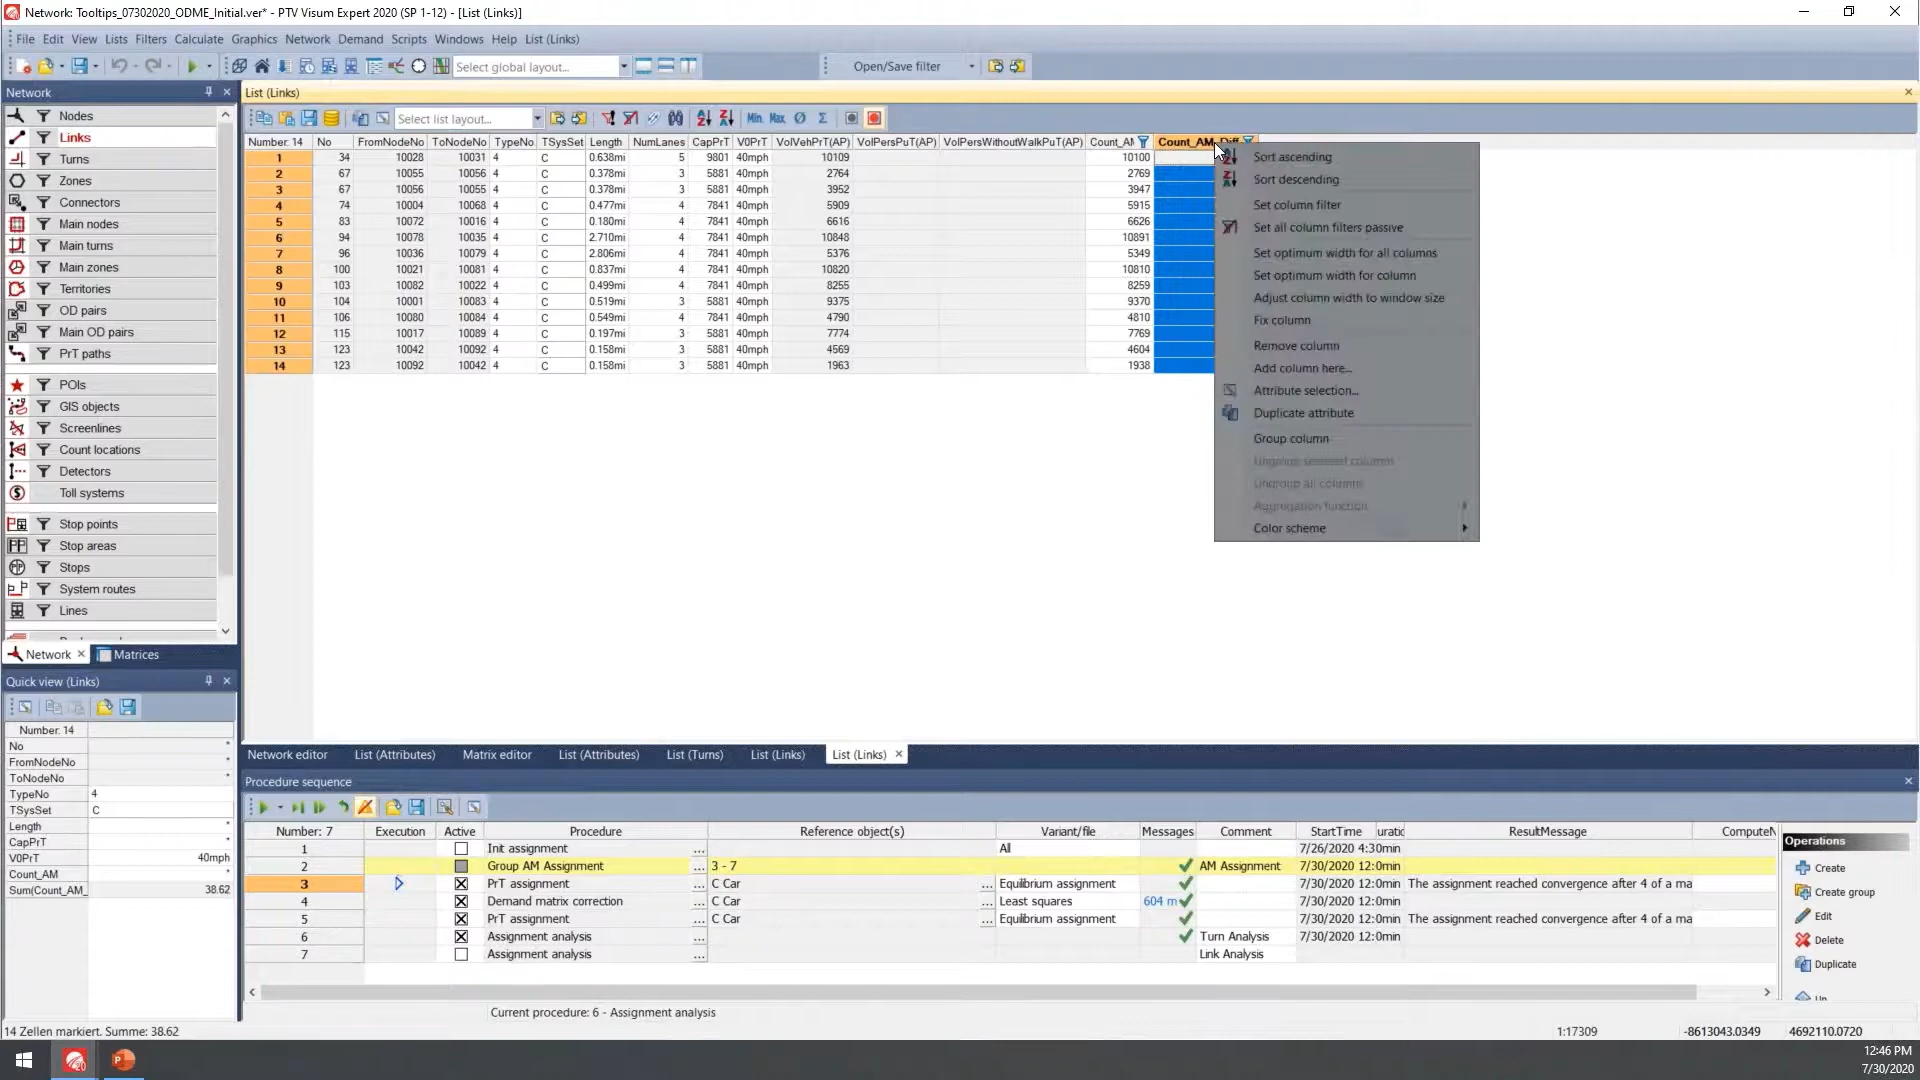 Network: Tooltips_07302020_ODME_Initial.ver* - PTV Visum Expert 2020 (SP 1-12) - [List (Links)]
File Edit View Lists Filters Calculate Graphics Network Demand Scripts Windows Help List (Links)
Select global layout... Open/Save filter
Network
Nodes
Links
Turns
Zones
Connectors
Main nodes
Main turns
Main zones
Territories
OD pairs
Main OD pairs
PrT paths
POIs
GIS objects
Screenlines
Count locations
Detectors
Toll systems
Stop points
Stop areas
Stops
System routes
Lines
Network Matrices
Quick view (Links)
Number: 14
No *
FromNodeNo *
ToNodeNo *
TypeNo 4
TSysSet C
Length *
CapPrT *
V0PrT 40mph
Count_AM *
Sum(Count_AM_ 38.62
List (Links)
Select list layout... Min Max Ø Σ
Number: 14 No FromNodeNo ToNodeNo TypeNo TSysSet Length NumLanes CapPrT V0PrT VolVehPrT(AP) VolPersPuT(AP) VolPersWithoutWalkPuT(AP) Count_AM Count_AM_Diff
1 34 10028 10031 4 C 0.638mi 5 9801 40mph 10109 10100
2 67 10055 10056 4 C 0.378mi 3 5881 40mph 2764 2769
3 67 10056 10055 4 C 0.378mi 3 5881 40mph 3952 3947
4 74 10004 10068 4 C 0.477mi 4 7841 40mph 5909 5915
5 83 10072 10016 4 C 0.180mi 4 7841 40mph 6616 6626
6 94 10078 10035 4 C 2.710mi 4 7841 40mph 10848 10891
7 96 10036 10079 4 C 2.806mi 4 7841 40mph 5376 5349
8 100 10021 10081 4 C 0.837mi 4 7841 40mph 10820 10810
9 103 10082 10022 4 C 0.499mi 4 7841 40mph 8255 8259
10 104 10001 10083 4 C 0.519mi 3 5881 40mph 9375 9370
11 106 10080 10084 4 C 0.549mi 4 7841 40mph 4790 4810
12 115 10017 10089 4 C 0.197mi 3 5881 40mph 7774 7769
13 123 10042 10092 4 C 0.158mi 3 5881 40mph 4569 4604
14 123 10092 10042 4 C 0.158mi 3 5881 40mph 1963 1938
Sort ascending
Sort descending
Set column filter
Set all column filters passive
Set optimum width for all columns
Set optimum width for column
Adjust column width to window size
Fix column
Remove column
Add column here...
Attribute selection...
Duplicate attribute
Group column
Ungroup selected columns
Ungroup all columns
Aggregation function
Color scheme
Network editor List (Attributes) Matrix editor List (Attributes) List (Turns) List (Links) List (Links)
Procedure sequence
Number: 7 Execution Active Procedure Reference object(s) Variant/file Messages Comment StartTime uratic ResultMessage ComputeN
1 Init assignment ... All 7/26/2020 4:30min
2 Group AM Assignment ... 3 - 7 AM Assignment 7/30/2020 12:0min
3 PrT assignment ... C Car ... Equilibrium assignment 7/30/2020 12:0min The assignment reached convergence after 4 of a ma
4 Demand matrix correction ... C Car ... Least squares 604 m 7/30/2020 12:0min
5 PrT assignment ... C Car ... Equilibrium assignment 7/30/2020 12:0min The assignment reached convergence after 4 of a ma
6 Assignment analysis ... Turn Analysis 7/30/2020 12:0min
7 Assignment analysis ... Link Analysis
Operations
Create
Create group
Edit
Delete
Duplicate
Up
Current procedure: 6 - Assignment analysis
14 Zellen markiert. Summe: 38.62 1:17309 -8613043.0349 4692110.0720
12:46 PM
7/30/2020